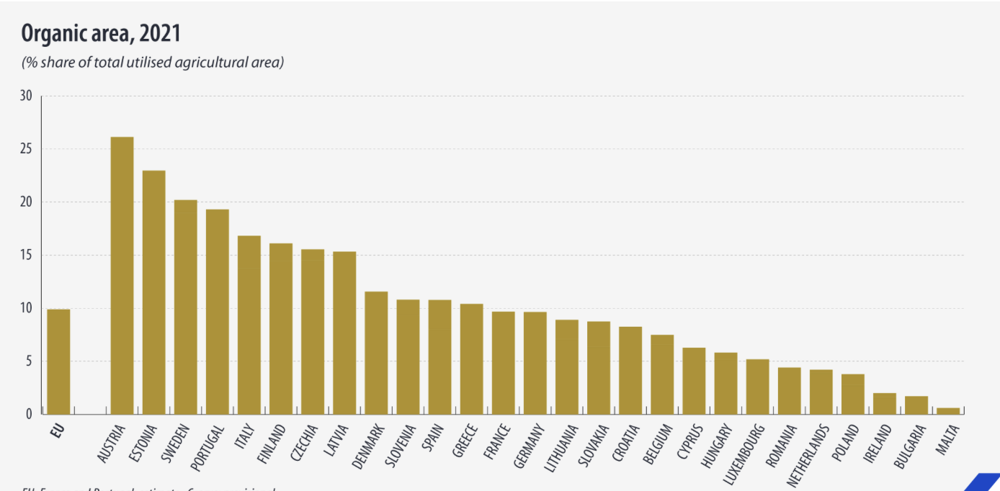 Organic area, 2021
(% share of total utilised agricultural area)
30
25
20
15
10
5
0
EU
AUSTRIA
ESTONIA
SWEDEN
PORTUGAL
ITALY
FINLAND
CZECHIA
LATVIA
DENMARK
SLOVENIA
SPAIN
GREECE
FRANCE
GERMANY
LITHUANIA
SLOVAKIA
CROATIA
BELGIUM
CYPRUS
HUNGARY
LUXEMBOURG
ROMANIA
NETHERLANDS
POLAND
IRELAND
BULGARIA
MALTA